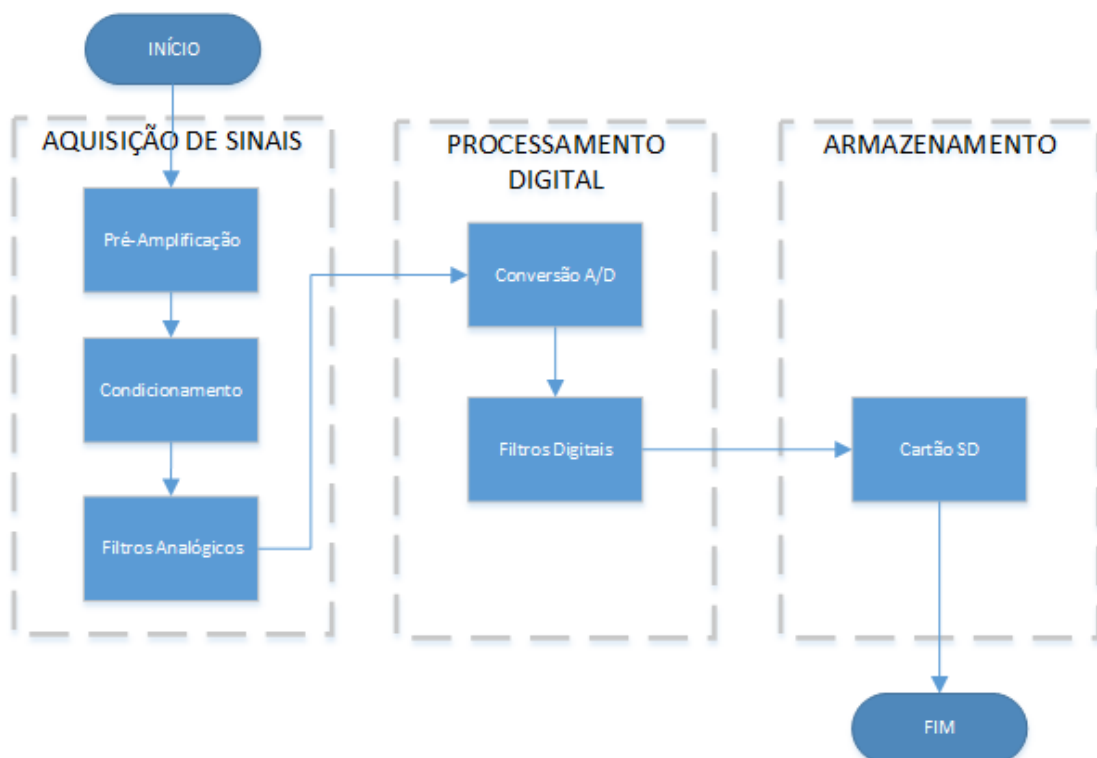 INÍCIO
AQUISIÇÃO DE SINAIS
Pré-Amplificação
Condicionamento
Filtros Analógicos
PROCESSAMENTO
DIGITAL
Conversão A/D
Filtros Digitais
ARMAZENAMENTO
Cartão SD
FIM